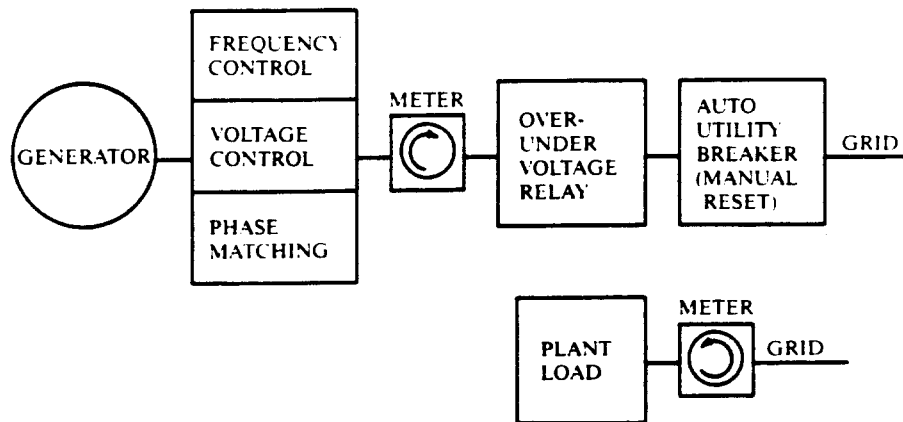 FREQUENCY
CONTROL
GENERATOR
VOLTAGE
CONTROL
PHASE
MATCHING
METER
OVER-
UNDER
VOLTAGE
RELAY
AUTO
UTILITY
BREAKER
(MANUAL
RESET)
GRID
PLANT
LOAD
METER
GRID